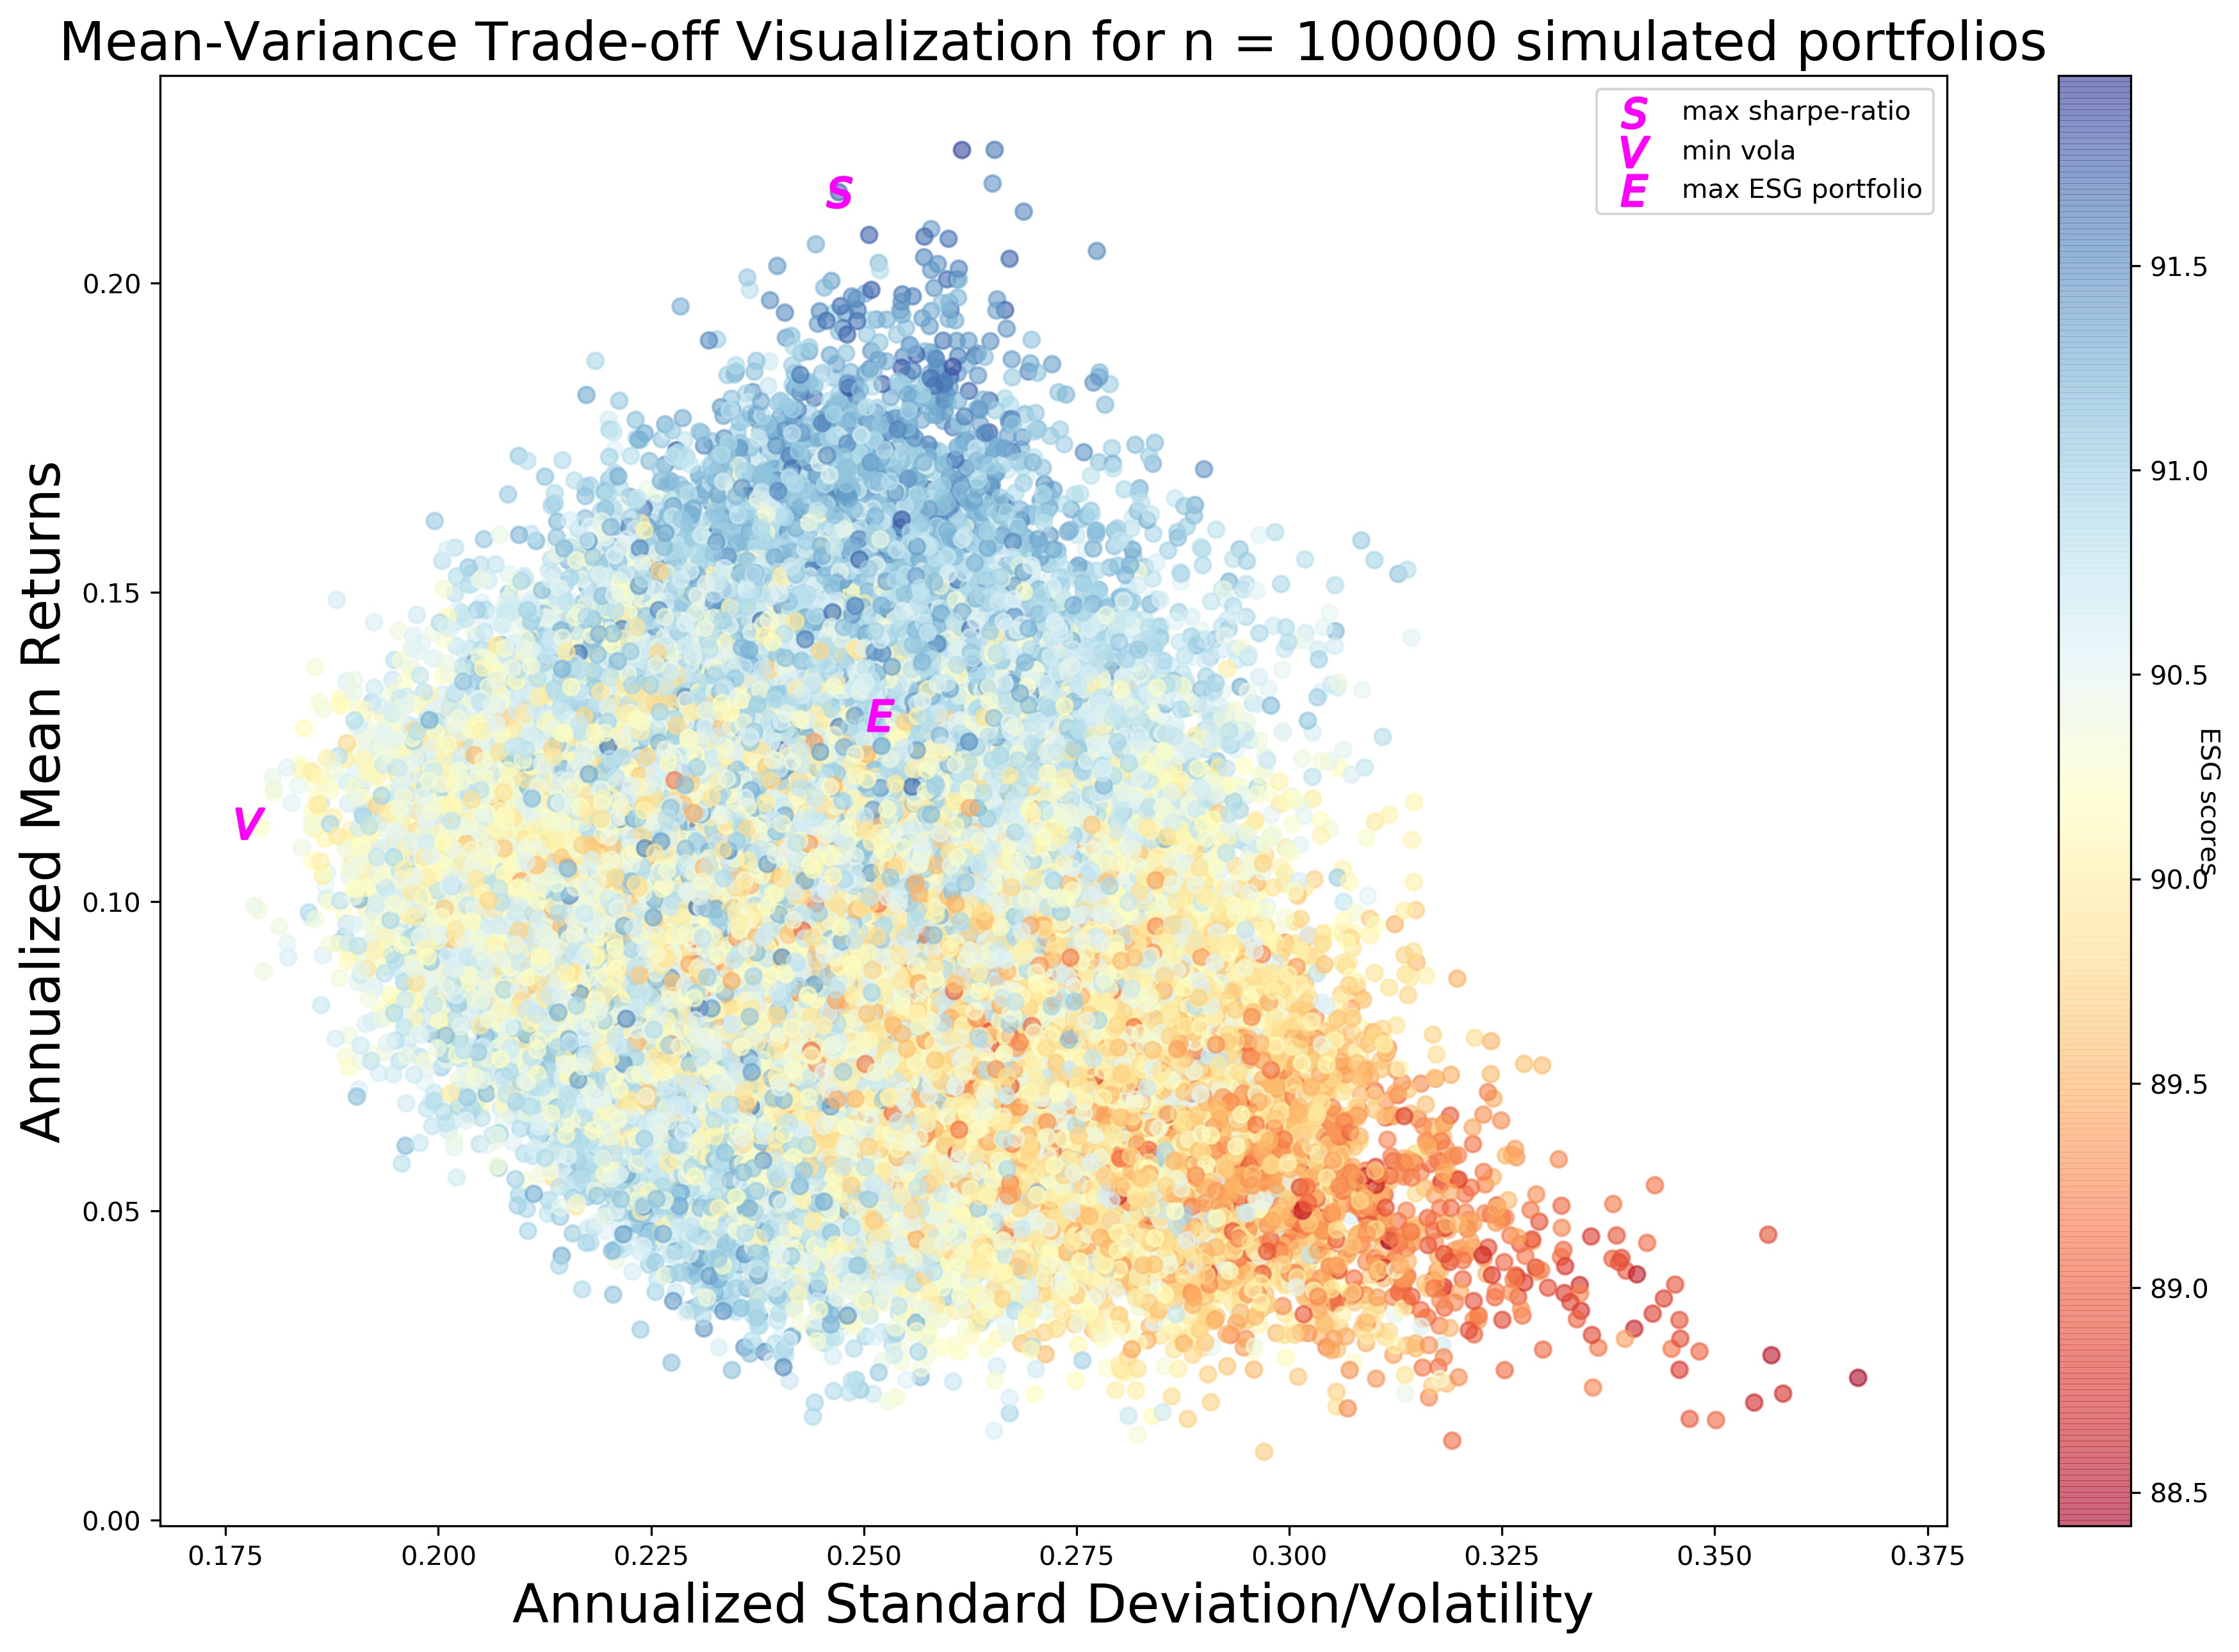 Mean-Variance Trade-off Visualization for n = 100000 simulated portfolios
S max sharpe-ratio
V min vola
E max ESG portfolio
S
E
V
Annualized Mean Returns
0.20
0.15
0.10
0.05
0.00
0.175 0.200 0.225 0.250 0.275 0.300 0.325 0.350 0.375
Annualized Standard Deviation/Volatility
91.5
91.0
90.5
90.0
89.5
89.0
88.5
ESG scores